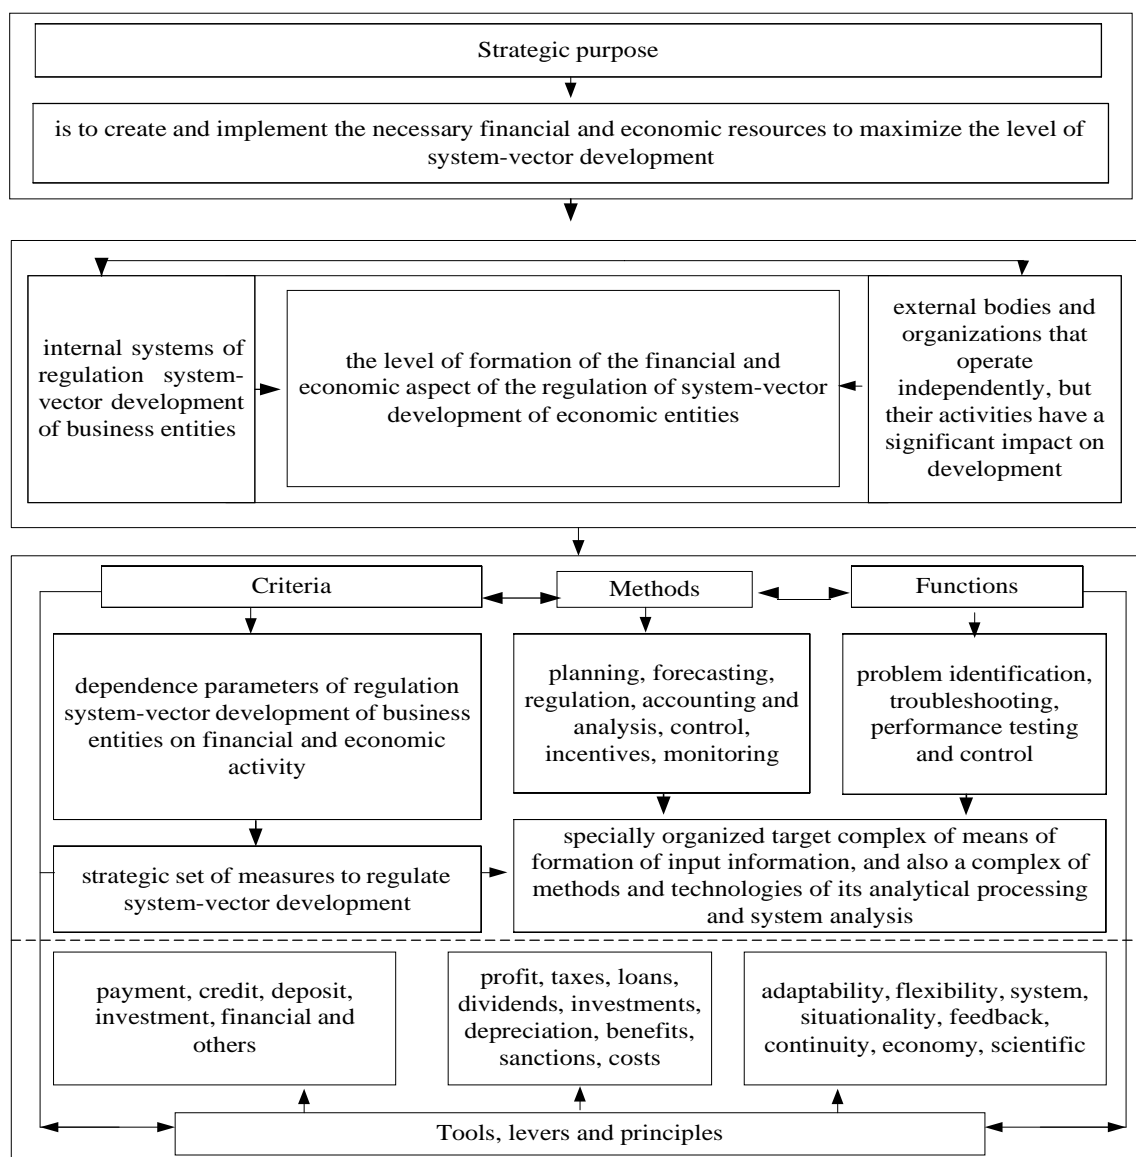 Strategic purpose
is to create and implement the necessary financial and economic resources to maximize the level of
system-vector development
internal systems of
regulation system-
vector development
of business entities
the level of formation of the financial and
economic aspect of the regulation of system-vector
development of economic entities
external bodies and
organizations that
operate
independently, but
their activities have a
significant impact on
development
Criteria
Methods
Functions
dependence parameters of regulation
system-vector development of business
entities on financial and economic
activity
planning, forecasting,
regulation, accounting and
analysis, control,
incentives, monitoring
problem identification,
troubleshooting,
performance testing
and control
strategic set of measures to regulate
system-vector development
specially organized target complex of means of
formation of input information, and also a complex of
methods and technologies of its analytical processing
and system analysis
payment, credit, deposit,
investment, financial and
others
profit, taxes, loans,
dividends, investments,
depreciation, benefits,
sanctions, costs
adaptability, flexibility, system,
situationality, feedback,
continuity, economy, scientific
Tools, levers and principles